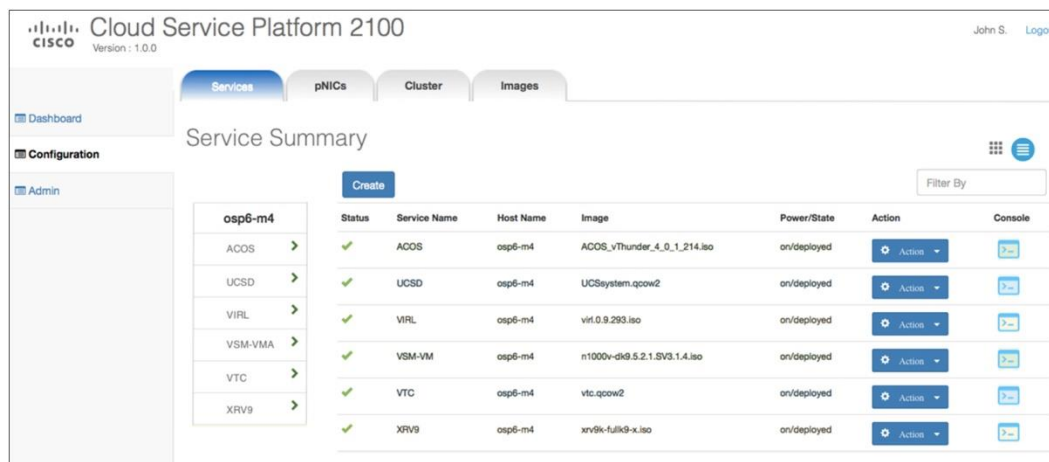 CISCO Cloud Service Platform 2100
Version : 1.0.0
John S. Logo
Services pNICs Cluster Images
Dashboard
Configuration
Admin
Service Summary
Create
Filter By
osp6-m4
ACOS
UCSD
VIRL
VSM-VMA
VTC
XRV9
Status Service Name Host Name Image Power/State Action Console
ACOS osp6-m4 ACOS_vThunder_4_0_1_214.iso on/deployed Action
UCSD osp6-m4 UCSsystem.qcow2 on/deployed Action
VIRL osp6-m4 virl.0.9.293.iso on/deployed Action
VSM-VM osp6-m4 n1000v-dk9.5.2.1.SV3.1.4.iso on/deployed Action
VTC osp6-m4 vtc.qcow2 on/deployed Action
XRV9 osp6-m4 xrv9k-fullk9-x.iso on/deployed Action